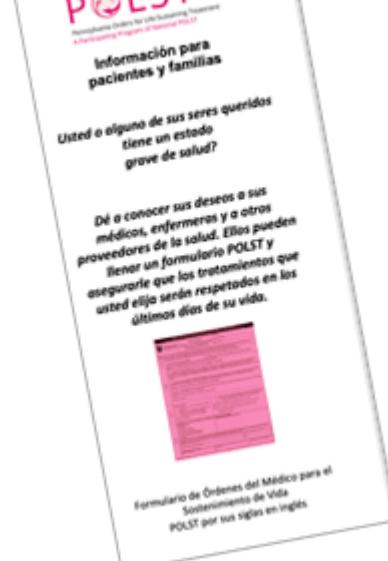 POLST
Pennsylvania Orders for Life-Sustaining Treatment
A Participating Program of National POLST
Información para
pacientes y familias
Usted o alguno de sus seres queridos
tiene un estado
grave de salud?
Dé a conocer sus deseos a sus
médicos, enfermeras y a otros
proveedores de la salud. Ellos pueden
llenar un formulario POLST y
asegurarle que los tratamientos que
usted elija serán respetados en los
últimos días de su vida.
Formulario de Órdenes del Médico para el
Sostenimiento de Vida
POLST por sus siglas en inglés.